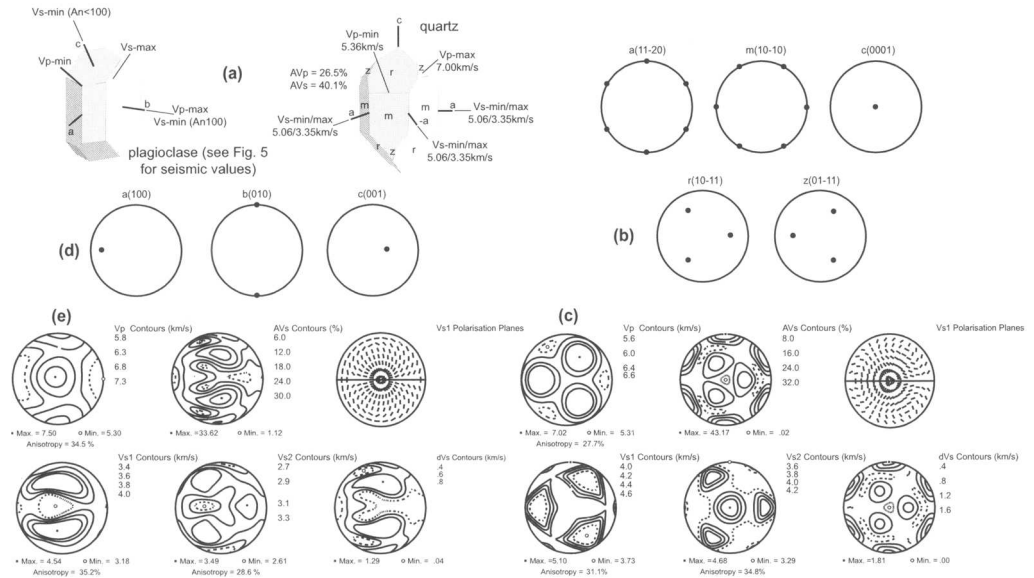 Vs-min (An<100)
c
Vs-max
Vp-min
(a)
b
Vp-max
Vs-min (An100)
a
plagioclase (see Fig. 5
for seismic values)
quartz
c
Vp-min
5.36km/s
Vp-max
7.00km/s
AVp = 26.5%
AVs = 40.1%
z
r
z
m
m
m
a
a
-a
Vs-min/max
5.06/3.35km/s
Vs-min/max
5.06/3.35km/s
Vs-min/max
5.06/3.35km/s
r
z
r
a(11-20)
m(10-10)
c(0001)
r(10-11)
z(01-11)
(b)
a(100)
b(010)
c(001)
(d)
(e)
Vp Contours (km/s)
5.8
6.3
6.8
7.3
Max. = 7.50 Min. = 5.30
Anisotropy = 34.5 %
AVs Contours (%)
6.0
12.0
18.0
24.0
30.0
Max. =33.62 Min. = 1.12
Vs1 Polarisation Planes
Vs1 Contours (km/s)
3.4
3.6
3.8
4.0
Max. = 4.54 Min. = 3.18
Anisotropy = 35.2%
Vs2 Contours (km/s)
2.7
2.9
3.1
3.3
Max. = 3.49 Min. = 2.61
Anisotropy = 28.6 %
dVs Contours (km/s)
.4
.6
.8
Max. = 1.29 Min. = .04
(c)
Vp Contours (km/s)
5.6
6.0
6.4
6.6
Max. = 7.02 Min. = 5.31
Anisotropy = 27.7%
AVs Contours (%)
8.0
16.0
24.0
32.0
Max. = 43.17 Min. = .02
Vs1 Polarisation Planes
Vs1 Contours (km/s)
4.0
4.2
4.4
4.6
Max. =5.10 Min. = 3.73
Anisotropy = 31.1%
Vs2 Contours (km/s)
3.6
3.8
4.0
4.2
Max. =4.68 Min. = 3.29
Anisotropy = 34.8%
dVs Contours (km/s)
.4
.8
1.2
1.6
Max. =1.81 Min. = .00